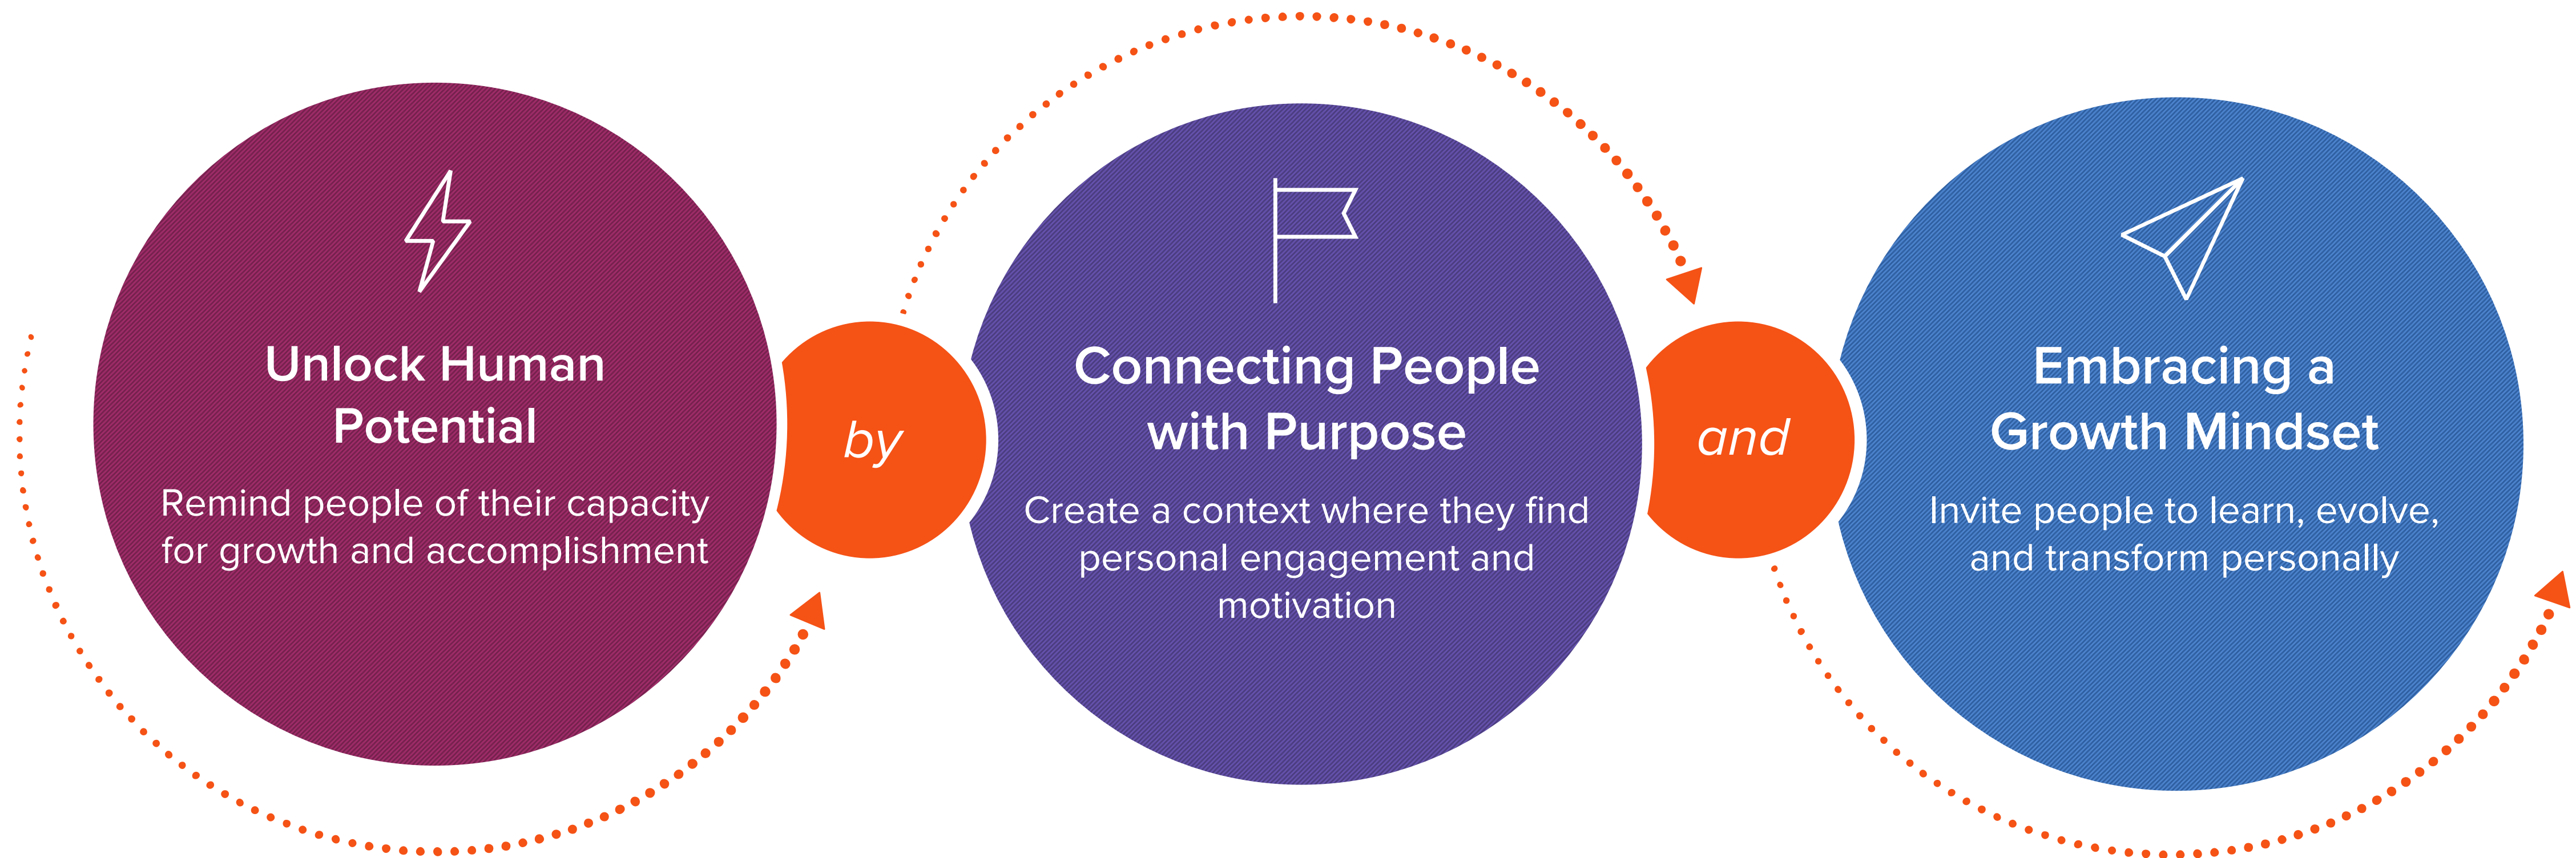 Unlock Human
Potential
Remind people of their capacity
for growth and accomplishment
by
Connecting People
with Purpose
Create a context where they find
personal engagement and
motivation
and
Embracing a
Growth Mindset
Invite people to learn, evolve,
and transform personally